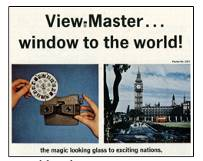 View-Master...
window to the world!
the magic looking glass to exciting nations,